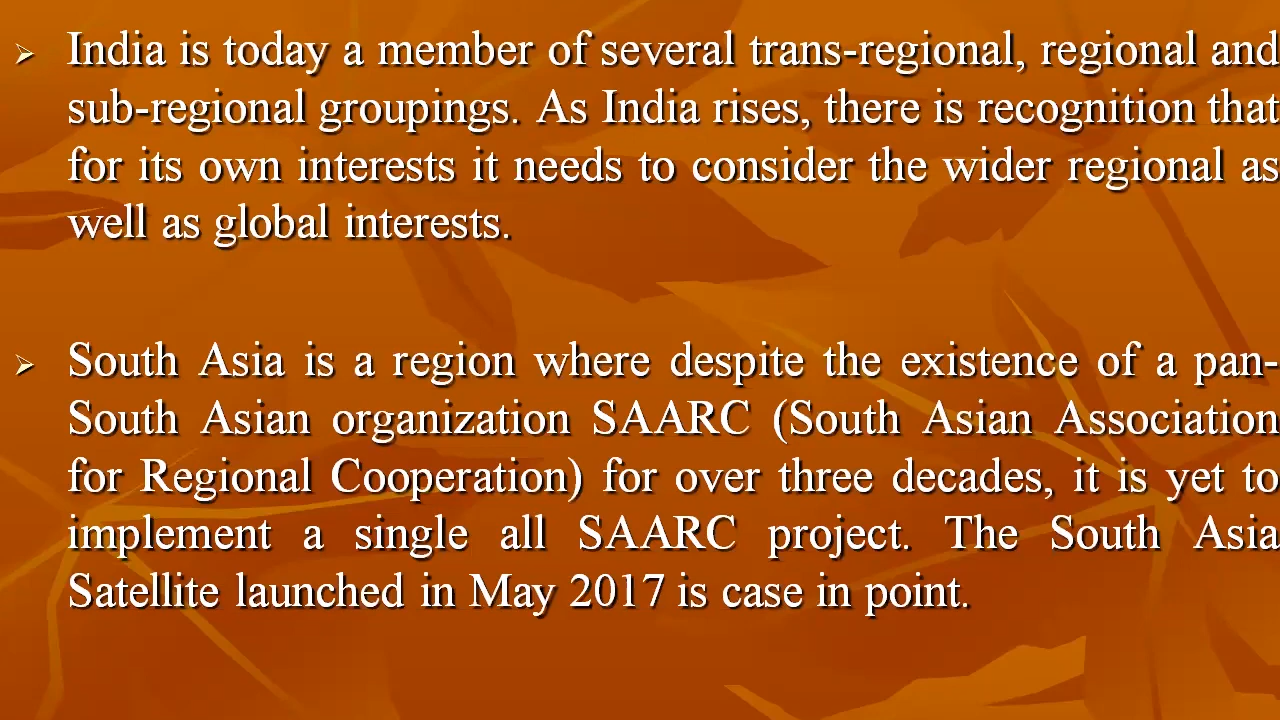 India is today a member of several trans-regional, regional and
sub-regional groupings. As India rises, there is recognition that
for its own interests it needs to consider the wider regional as
well as global interests.
South Asia is a region where despite the existence of a pan-
South Asian organization SAARC (South Asian Association
for Regional Cooperation) for over three decades, it is yet to
implement a single all SAARC project. The South Asia
Satellite launched in May 2017 is case in point.